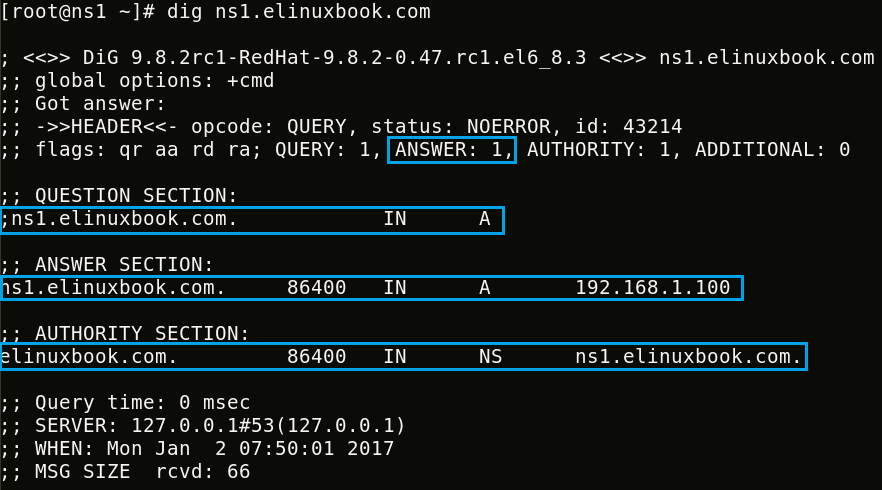 [root@ns1 ~]# dig ns1.elinuxbook.com
; <<>> DiG 9.8.2rc1-RedHat-9.8.2-0.47.rc1.el6_8.3 <<>> ns1.elinuxbook.com
;; global options: +cmd
;; Got answer:
;; ->>HEADER<<- opcode: QUERY, status: NOERROR, id: 43214
;; flags: qr aa rd ra; QUERY: 1, ANSWER: 1, AUTHORITY: 1, ADDITIONAL: 0
;; QUESTION SECTION:
;ns1.elinuxbook.com. IN A
;; ANSWER SECTION:
ns1.elinuxbook.com. 86400 IN A 192.168.1.100
;; AUTHORITY SECTION:
elinuxbook.com. 86400 IN NS ns1.elinuxbook.com.
;; Query time: 0 msec
;; SERVER: 127.0.0.1#53(127.0.0.1)
;; WHEN: Mon Jan  2 07:50:01 2017
;; MSG SIZE  rcvd: 66